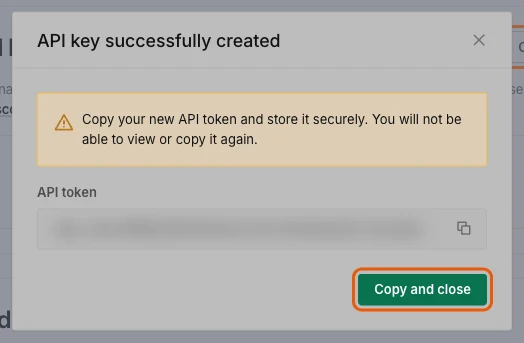 API key successfully created
Copy your new API token and store it securely. You will not be
able to view or copy it again.
API token
Copy and close